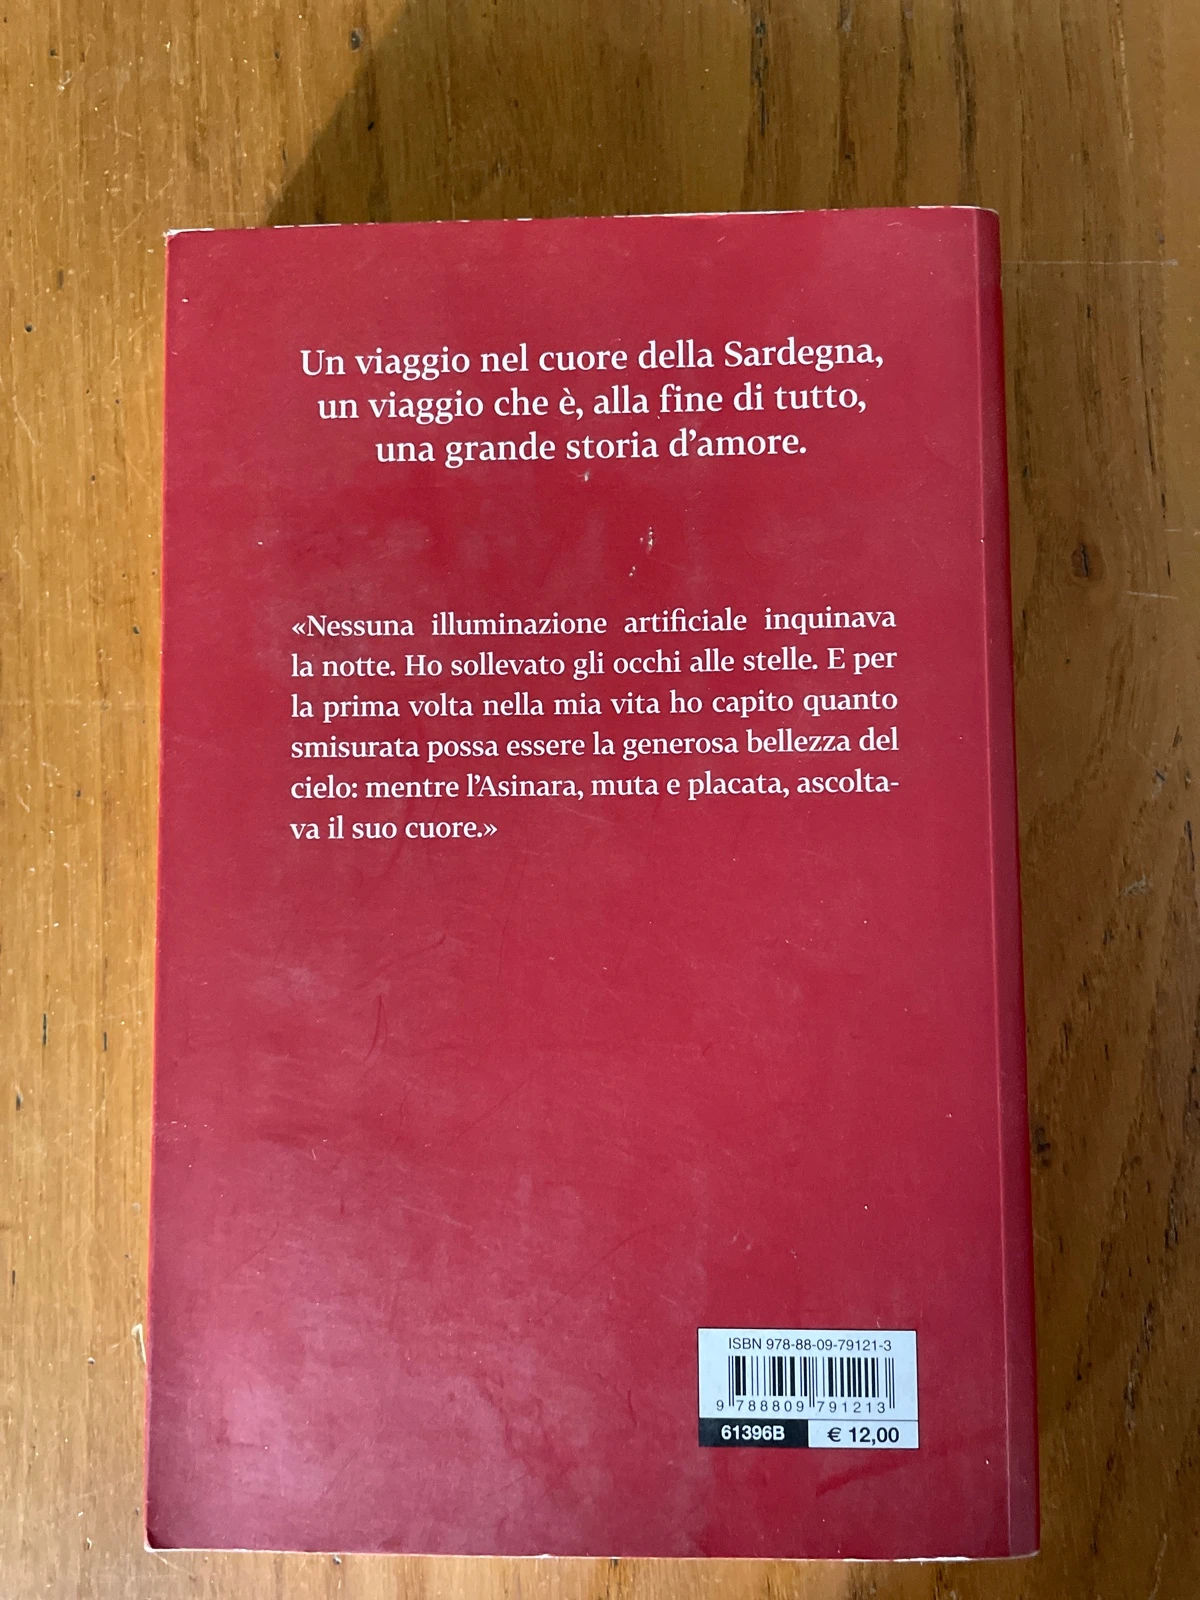 Un viaggio nel cuore della Sardegna,
un viaggio che è, alla fine di tutto,
una grande storia d’amore.
«Nessuna illuminazione artificiale inquinava
la notte. Ho sollevato gli occhi alle stelle. E per
la prima volta nella mia vita ho capito quanto
smisurata possa essere la generosa bellezza del
cielo: mentre l’Asinara, muta e placata, ascolta-
va il suo cuore.»
ISBN 978-88-09-79121-3
9 788809 791213
61396B € 12,00